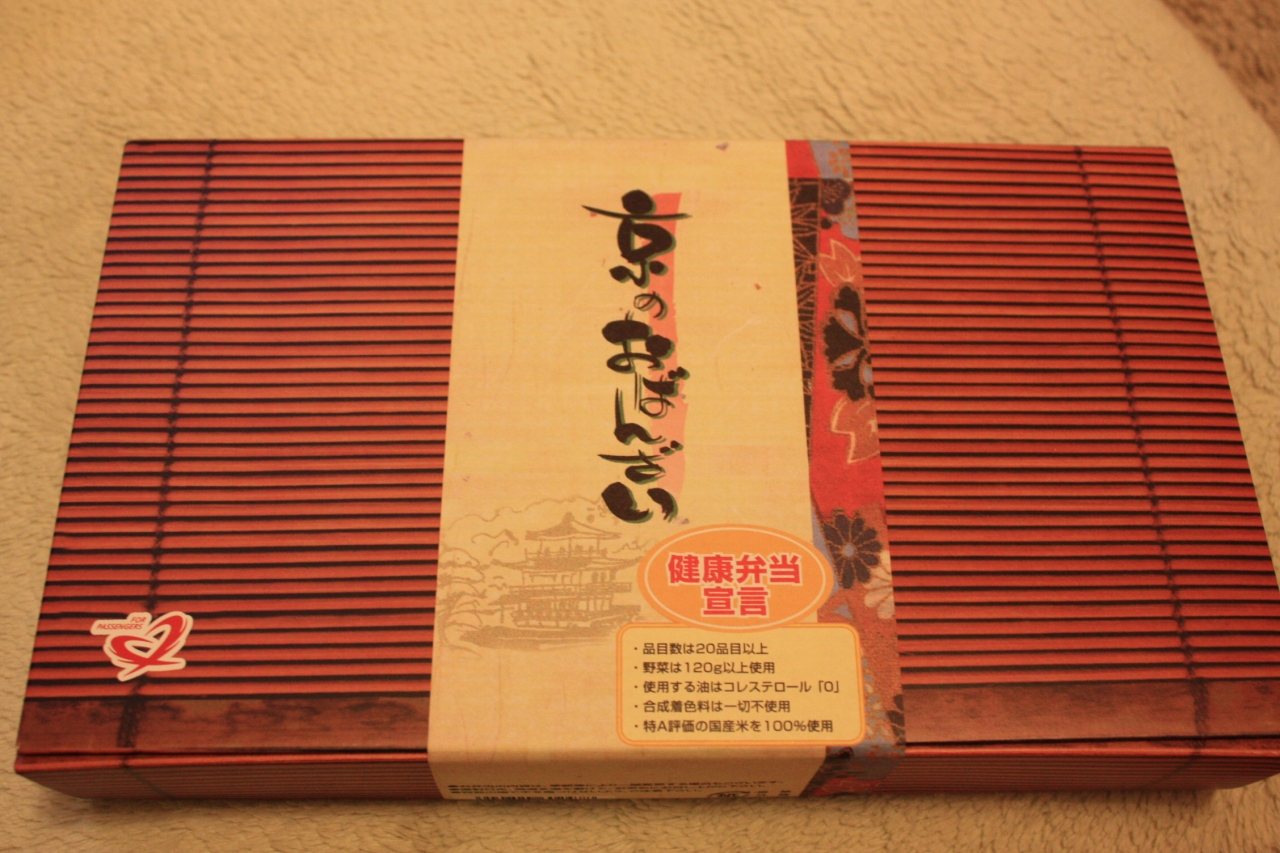 京のおばんざい
健康弁当
宣言
・品目数は20品目以上
・野菜は120g以上使用
・使用する油はコレステロール「0」
・合成着色料は一切不使用
・特A評価の国産米を100%使用
FOR
PASSENGERS